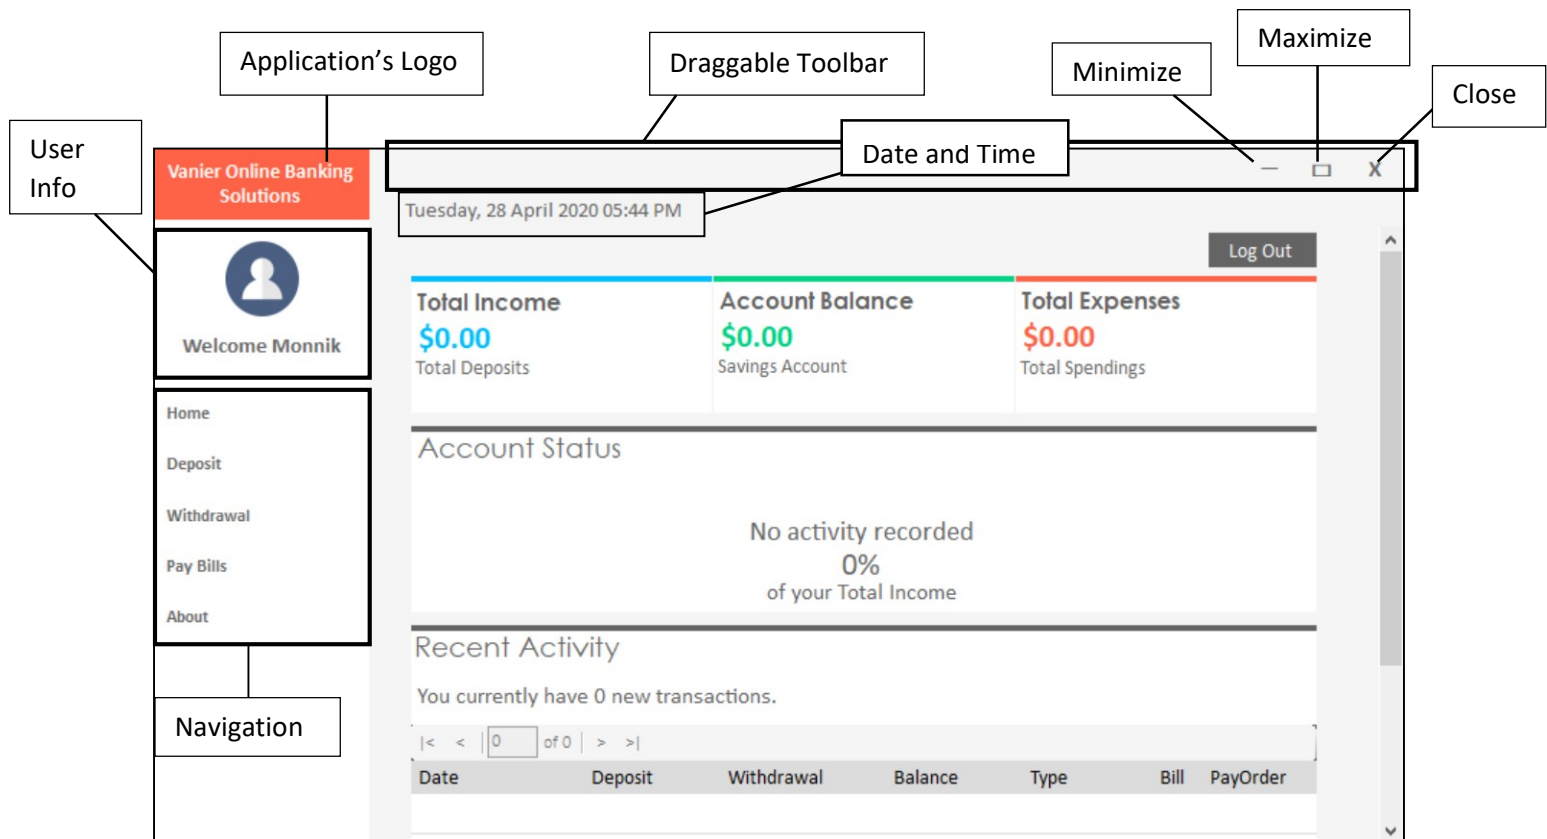 Application's Logo
Draggable Toolbar
Minimize
Maximize
Close
User
Info
Date and Time
Vanier Online Banking
Solutions
X
Tuesday, 28 April 2020 05:44 PM
Log Out
Welcome Monnik
Total Income
$0.00
Total Deposits
Account Balance
$0.00
Savings Account
Total Expenses
$0.00
Total Spendings
Home
Deposit
Withdrawal
Pay Bills
About
Navigation
Account Status
No activity recorded
0%
of your Total Income
Recent Activity
You currently have 0 new transactions.
|< < 0 of 0 > >|
Date Deposit Withdrawal Balance Type Bill PayOrder